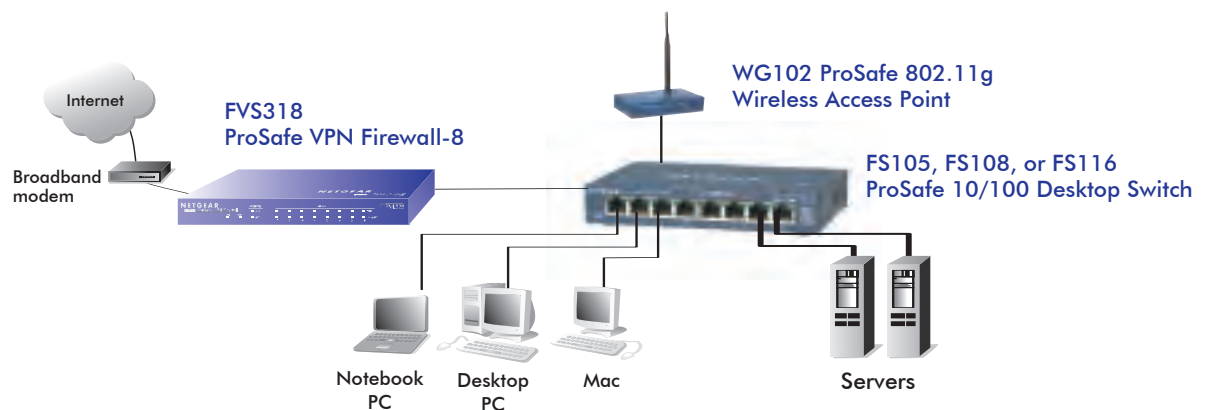 WG102 ProSafe 802.11g
Wireless Access Point
Internet
FVS318
ProSafe VPN Firewall-8
FS105, FS108, or FS116
ProSafe 10/100 Desktop Switch
Broadband
modem
NETGEAR
NETGEAR
Notebook
PC
Desktop
PC
Mac
Servers